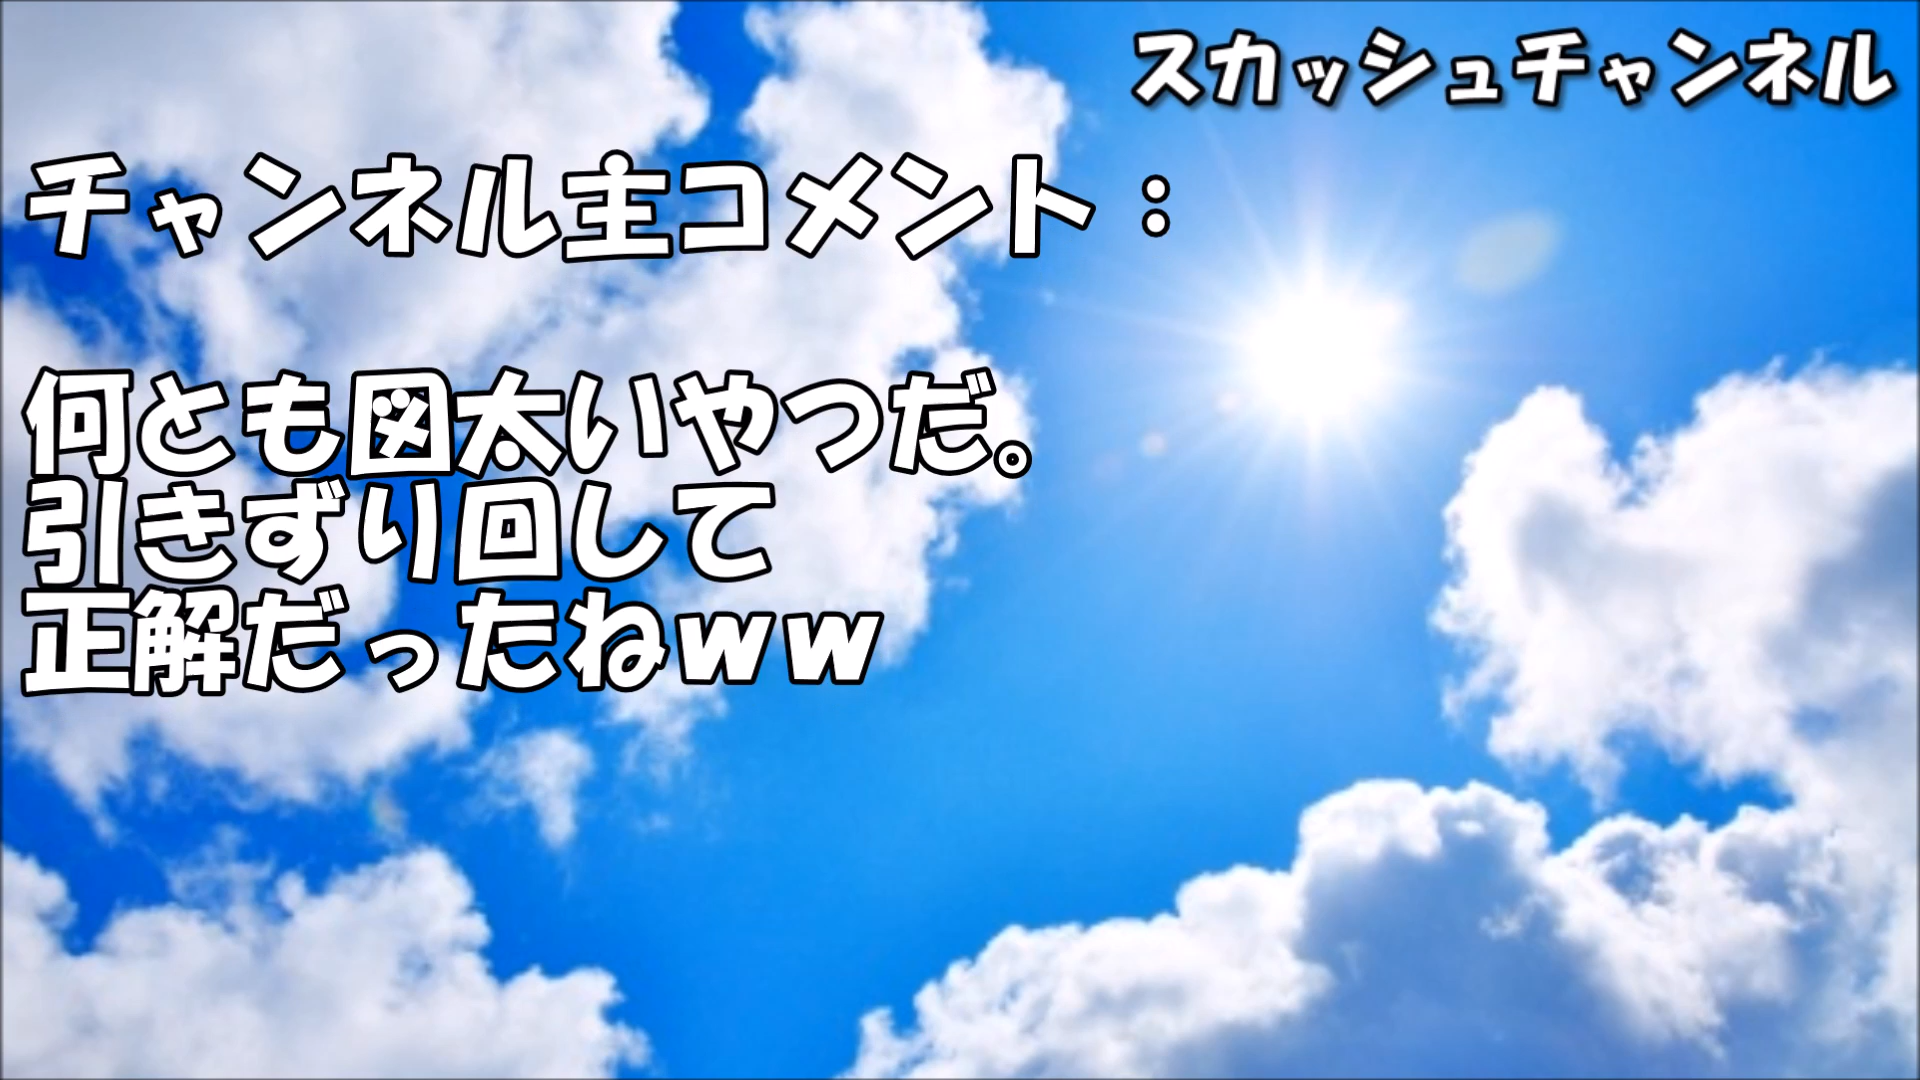 スカッシュチャンネル
チャンネル主コメント：
何とも図太いやつだ。
引きずり回して
正解だったねｗｗ